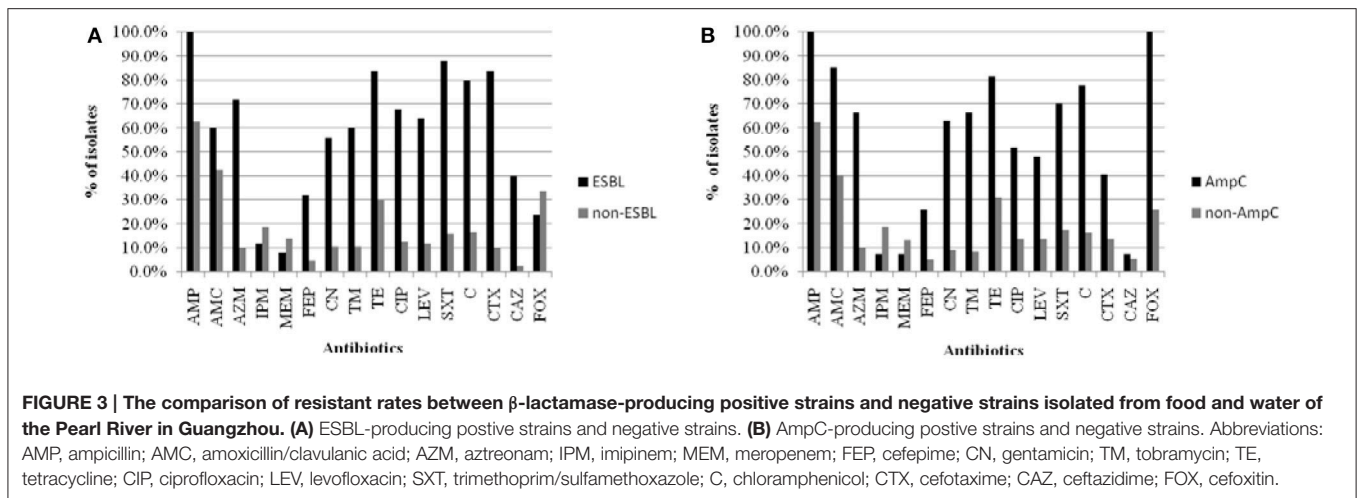 A
100.0%
90.0%
80.0%
70.0%
60.0%
50.0%
40.0%
30.0%
20.0%
10.0%
0.0%
% of isolates
AMP
AMC
AZM
IPM
MEM
FEP
CN
TM
TE
CIP
LEV
SXT
C
CTX
CAZ
FOX
Antibiotics
ESBL
non-ESBL
B
100.0%
90.0%
80.0%
70.0%
60.0%
50.0%
40.0%
30.0%
20.0%
10.0%
0.0%
% of isolates
AMP
AMC
AZM
IPM
MEM
FEP
CN
TM
TE
CIP
LEV
SXT
C
CTX
CAZ
FOX
Antibiotics
AmpC
non-AmpC
FIGURE 3 | The comparison of resistant rates between β-lactamase-producing positive strains and negative strains isolated from food and water of
the Pearl River in Guangzhou. (A) ESBL-producing postive strains and negative strains. (B) AmpC-producing postive strains and negative strains. Abbreviations:
AMP, ampicillin; AMC, amoxicillin/clavulanic acid; AZM, aztreonam; IPM, imipinem; MEM, meropenem; FEP, cefepime; CN, gentamicin; TM, tobramycin; TE,
tetracycline; CIP, ciprofloxacin; LEV, levofloxacin; SXT, trimethoprim/sulfamethoxazole; C, chloramphenicol; CTX, cefotaxime; CAZ, ceftazidime; FOX, cefoxitin.